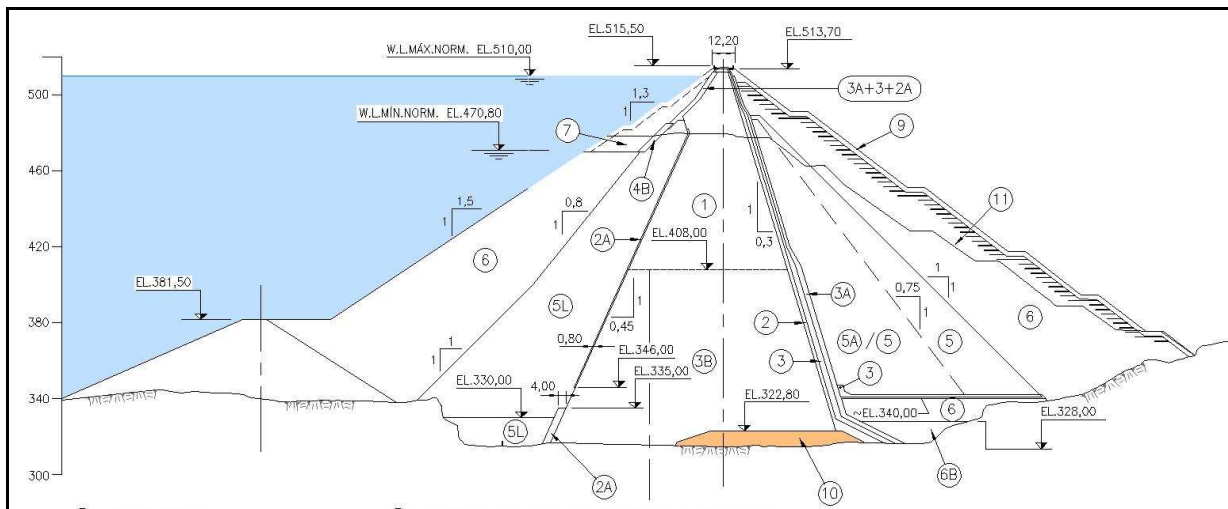 EL.515,50
12,20
EL.513,70
W.L.MÁX.NORM. EL.510,00
500
3A+3+2A
1,3
1
W.L.MÍN.NORM. EL.470,80
7
9
460
4B
1,5
1
0,8
1
1
1
0,3
11
2A
EL.408,00
6
420
EL.381,50
5L
0,45
1
3A
0,75
1
1
1
6
380
2
5A / 5
5
1
1
0,80
EL.346,00
3B
3
3
340
EL.330,00
4,00
EL.335,00
EL.322,80
~EL.340,00
6
EL.328,00
5L
300
2A
10
6B